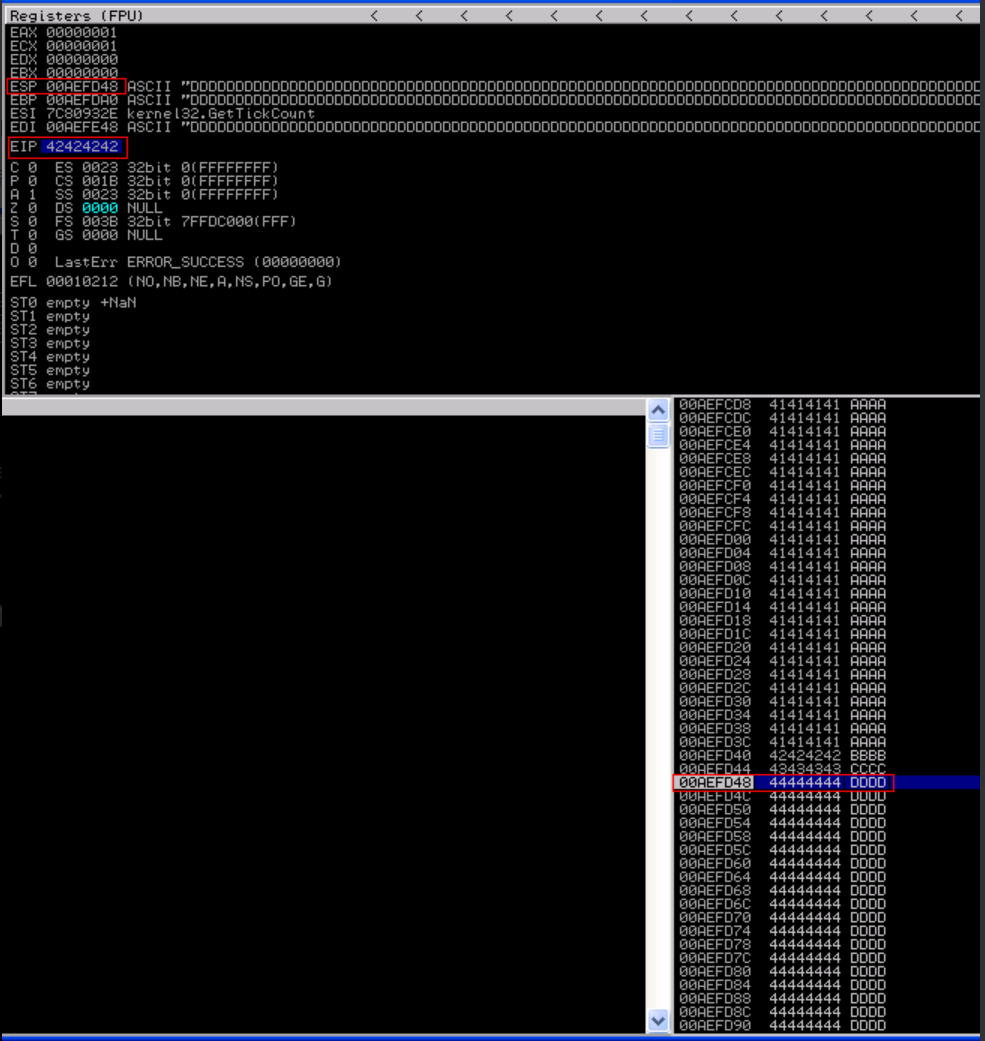 Registers (FPU) < < < < < < < < < < < < < <
EAX 00000001
ECX 00000001
EDX 00000000
EBX 00000000
ESP 00AEFD48 ASCII "DDDDDDDDDDDDDDDDDDDDDDDDDDDDDDDDDDDDDDDDDDDDDDDDDDDDDDDDDDDDDDDDDDDDDDDDDDDDDDDDDDDDDDD
EBP 00AEFDA0 ASCII "DDDDDDDDDDDDDDDDDDDDDDDDDDDDDDDDDDDDDDDDDDDDDDDDDDDDDDDDDDDDDDDDDDDDDDDDDDDDDDDDDDDDDDD
ESI 7C80932E kernel32.GetTickCount
EDI 00AEFE48 ASCII "DDDDDDDDDDDDDDDDDDDDDDDDDDDDDDDDDDDDDDDDDDDDDDDDDDDDDDDDDDDDDDDDDDDDDDDDDDDDDDDDDDDDDDD
EIP 42424242
C 0 ES 0023 32bit 0(FFFFFFFF)
P 0 CS 001B 32bit 0(FFFFFFFF)
A 1 SS 0023 32bit 0(FFFFFFFF)
Z 0 DS 0000 NULL
S 0 FS 003B 32bit 7FFDC000(FFF)
T 0 GS 0000 NULL
D 0
O 0 LastErr ERROR_SUCCESS (00000000)
EFL 00010212 (NO,NB,NE,A,NS,PO,GE,G)
ST0 empty +NaN
ST1 empty
ST2 empty
ST3 empty
ST4 empty
ST5 empty
ST6 empty
00AEFCD8 41414141 AAAA
00AEFCDC 41414141 AAAA
00AEFCE0 41414141 AAAA
00AEFCE4 41414141 AAAA
00AEFCE8 41414141 AAAA
00AEFCEC 41414141 AAAA
00AEFCF0 41414141 AAAA
00AEFCF4 41414141 AAAA
00AEFCF8 41414141 AAAA
00AEFCFC 41414141 AAAA
00AEFD00 41414141 AAAA
00AEFD04 41414141 AAAA
00AEFD08 41414141 AAAA
00AEFD0C 41414141 AAAA
00AEFD10 41414141 AAAA
00AEFD14 41414141 AAAA
00AEFD18 41414141 AAAA
00AEFD1C 41414141 AAAA
00AEFD20 41414141 AAAA
00AEFD24 41414141 AAAA
00AEFD28 41414141 AAAA
00AEFD2C 41414141 AAAA
00AEFD30 41414141 AAAA
00AEFD34 41414141 AAAA
00AEFD38 41414141 AAAA
00AEFD3C 41414141 AAAA
00AEFD40 42424242 BBBB
00AEFD44 43434343 CCCC
00AEFD48 44444444 DDDD
00AEFD4C 44444444 DDDD
00AEFD50 44444444 DDDD
00AEFD54 44444444 DDDD
00AEFD58 44444444 DDDD
00AEFD5C 44444444 DDDD
00AEFD60 44444444 DDDD
00AEFD64 44444444 DDDD
00AEFD68 44444444 DDDD
00AEFD6C 44444444 DDDD
00AEFD70 44444444 DDDD
00AEFD74 44444444 DDDD
00AEFD78 44444444 DDDD
00AEFD7C 44444444 DDDD
00AEFD80 44444444 DDDD
00AEFD84 44444444 DDDD
00AEFD88 44444444 DDDD
00AEFD8C 44444444 DDDD
00AEFD90 44444444 DDDD